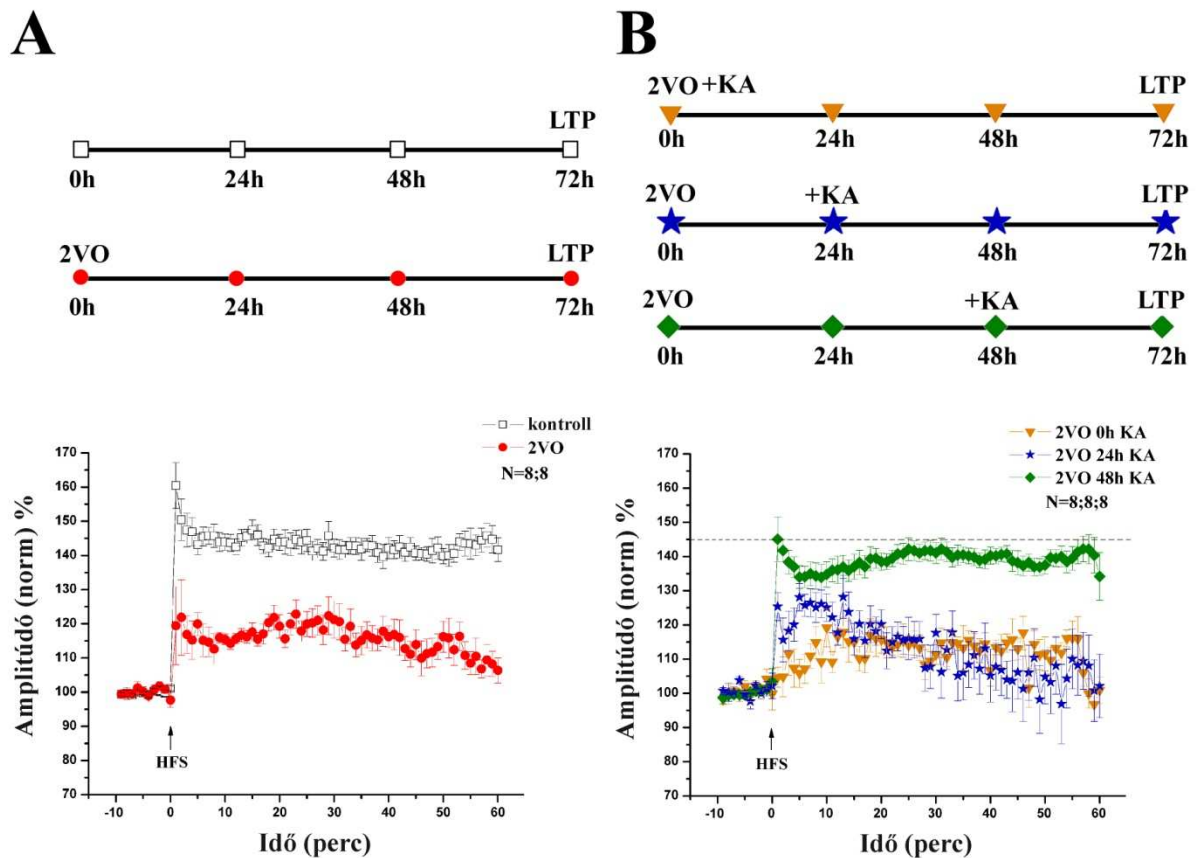 A
LTP
0h 24h 48h 72h
2VO LTP
0h 24h 48h 72h
kontroll
2VO
N=8;8
Amplitúdó (norm) %
170
160
150
140
130
120
110
100
90
80
70
HFS
-10 0 10 20 30 40 50 60
Idő (perc)
B
2VO +KA LTP
0h 24h 48h 72h
2VO +KA LTP
0h 24h 48h 72h
2VO +KA LTP
0h 24h 48h 72h
2VO 0h KA
2VO 24h KA
2VO 48h KA
N=8;8;8
Amplitúdó (norm) %
170
160
150
140
130
120
110
100
90
80
70
HFS
-10 0 10 20 30 40 50 60
Idő (perc)